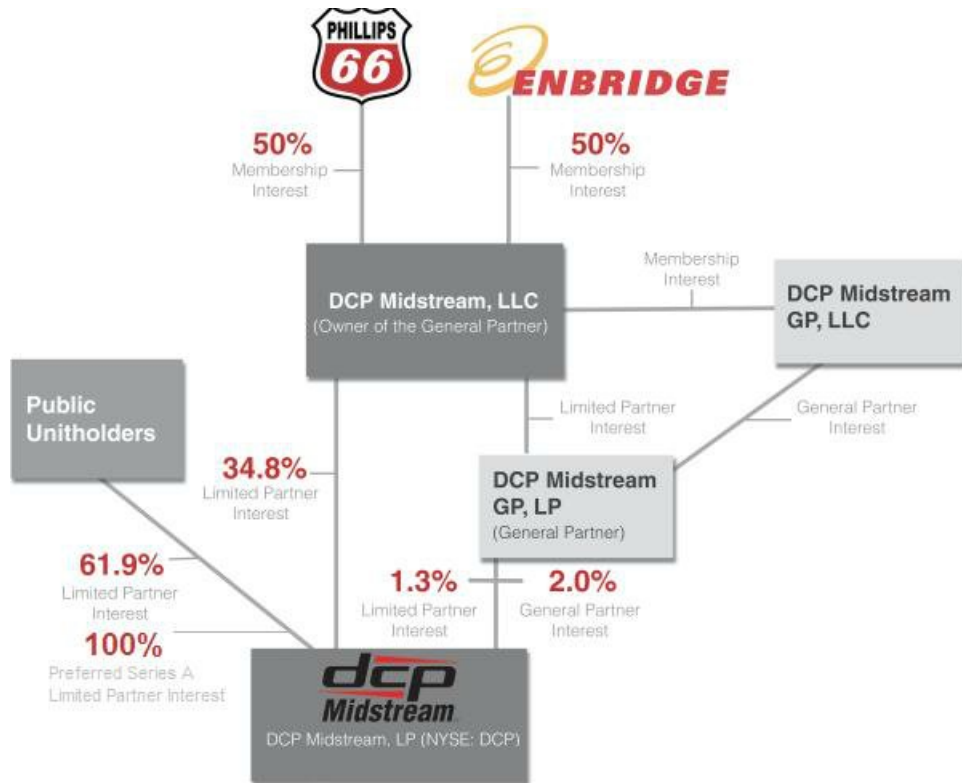 PHILLIPS
66
ENBRIDGE
50%
Membership
Interest
50%
Membership
Interest
DCP Midstream, LLC
(Owner of the General Partner)
Membership
Interest
DCP Midstream
GP, LLC
Public
Unitholders
Limited Partner
Interest
General Partner
Interest
34.8%
Limited Partner
Interest
DCP Midstream
GP, LP
(General Partner)
61.9%
Limited Partner
Interest
100%
Preferred Series A
Limited Partner Interest
1.3%
Limited Partner
Interest
2.0%
General Partner
Interest
dcp
Midstream
DCP Midstream, LP (NYSE: DCP)